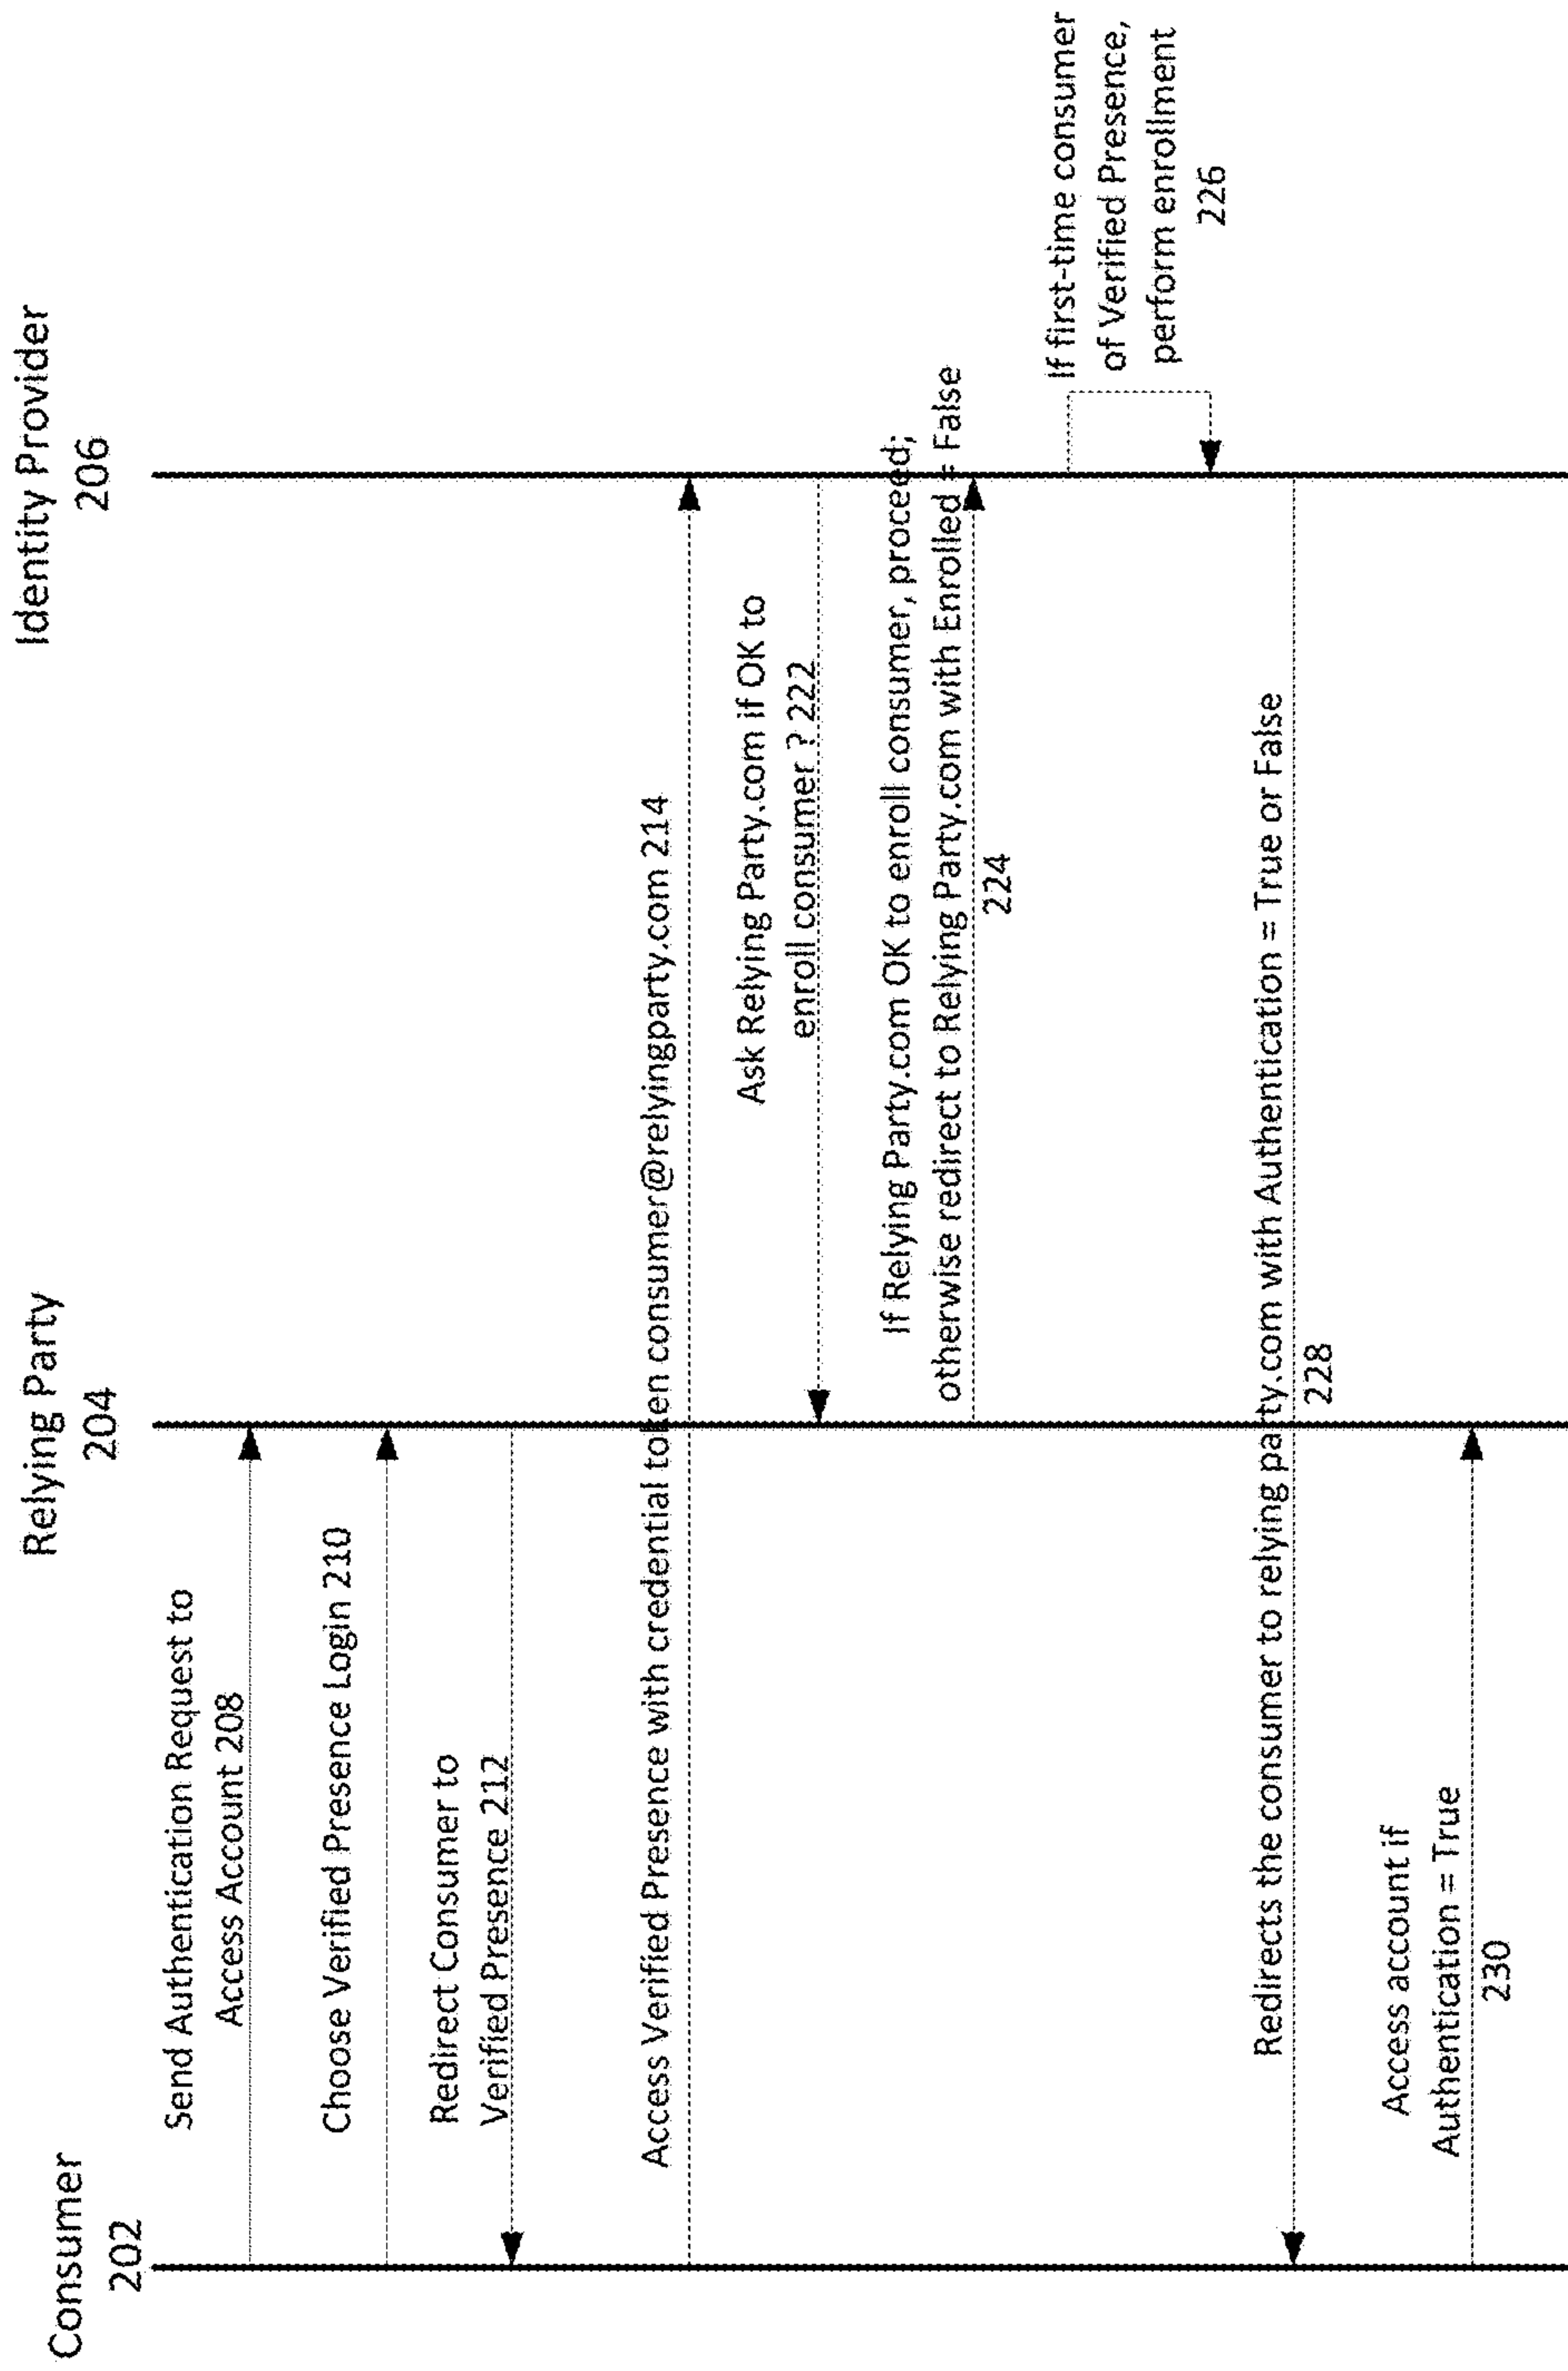 Consumer
202
Relying Party
204
Identity Provider
206
Send Authentication Request to
Access Account 208
Choose Verified Presence Login 210
Redirect Consumer to
Verified Presence 212
Access Verified Presence with credential token consumer@relyingparty.com 214
Ask Relying Party.com if OK to
enroll consumer ? 222
If Relying Party.com OK to enroll consumer, proceed;
otherwise redirect to Relying Party.com with Enrolled = False
224
If first-time consumer
of Verified Presence,
perform enrollment
226
Redirects the consumer to relying party.com with Authentication = True or False
228
Access account if
Authentication = True
230